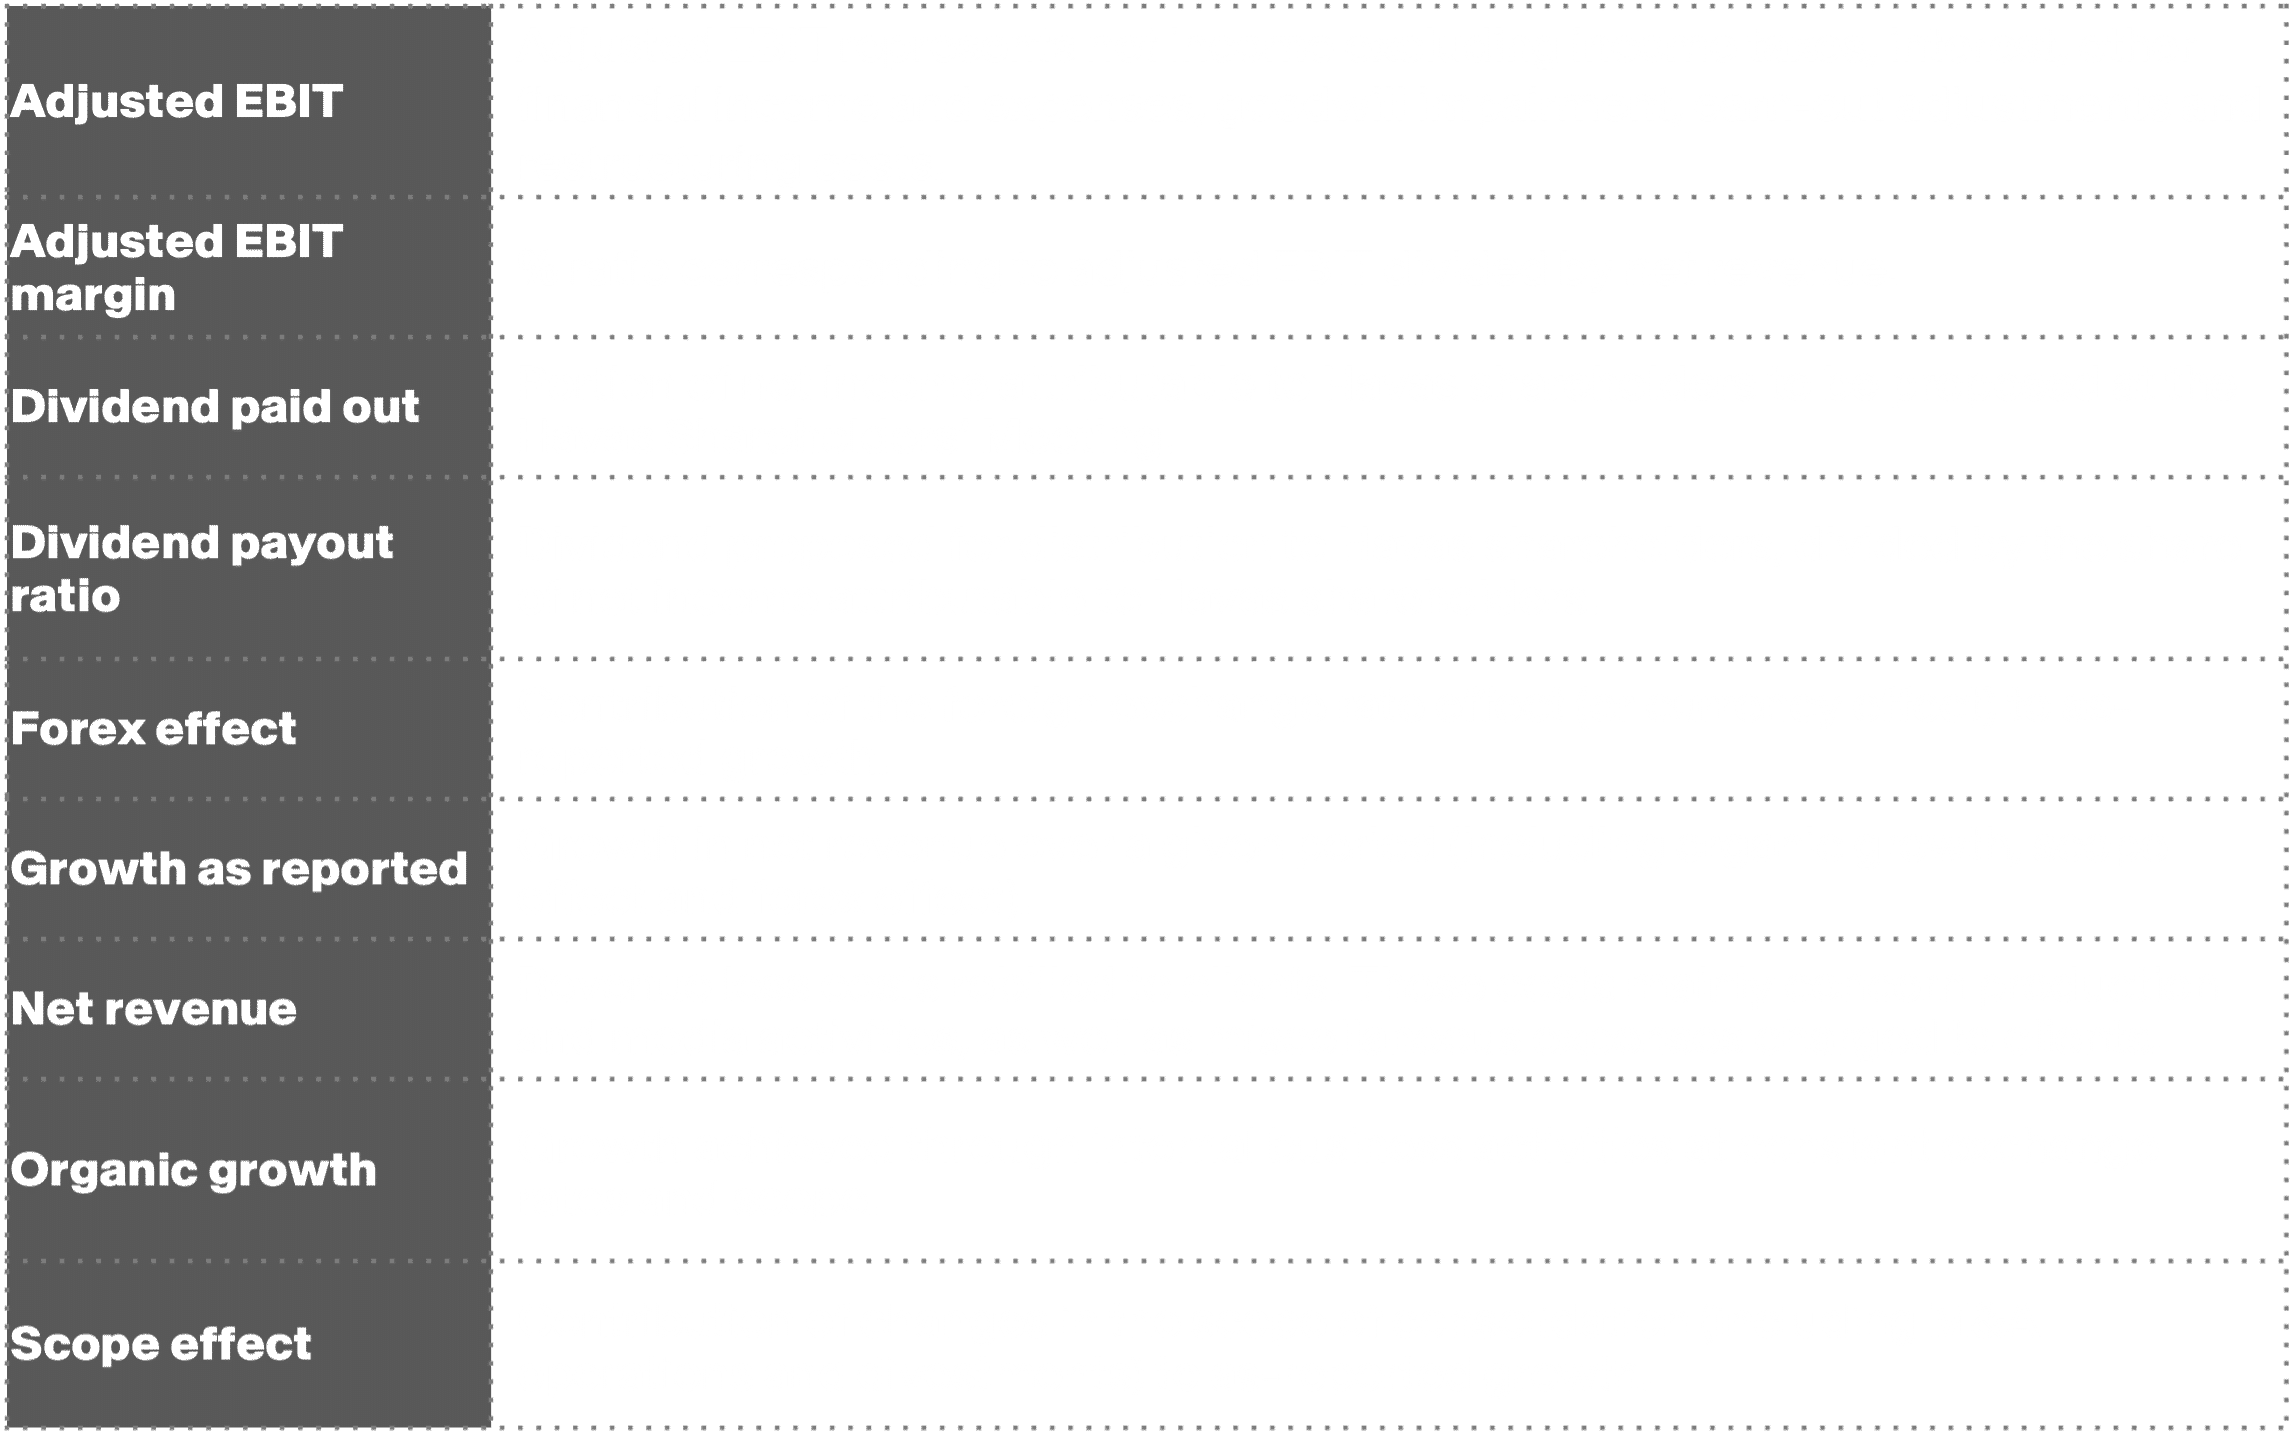 Adjusted EBIT
Adjusted EBIT
margin
Dividend paid out
Dividend payout
ratio
Forex effect
Growth as reported
Net revenue
Organic growth
Scope effect